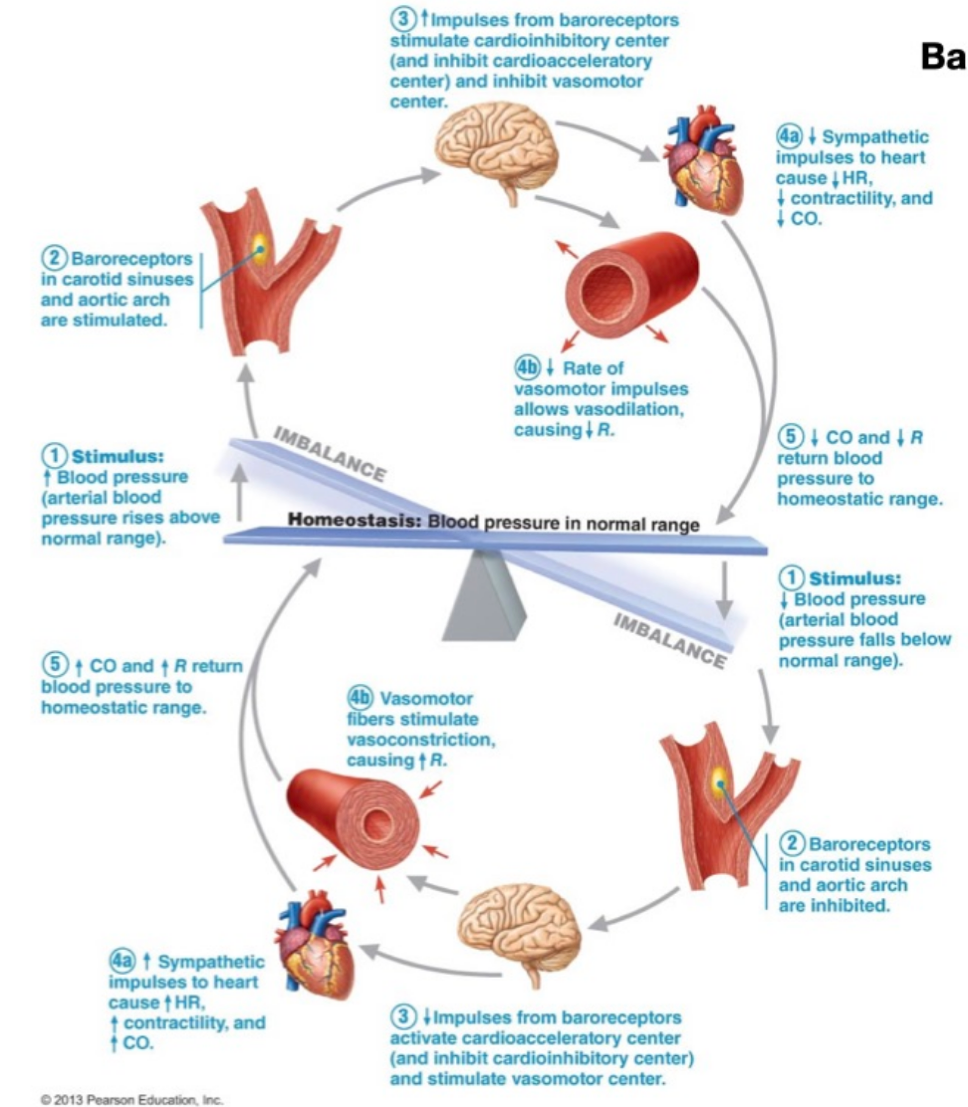 Ba
③ ↑Impulses from baroreceptors
stimulate cardioinhibitory center
(and inhibit cardioacceleratory
center) and inhibit vasomotor
center.
4a ↓ Sympathetic
impulses to heart
cause ↓HR,
↓ contractility, and
↓ CO.
② Baroreceptors
in carotid sinuses
and aortic arch
are stimulated.
4b ↓ Rate of
vasomotor impulses
allows vasodilation,
causing ↓ R.
⑤ ↓ CO and ↓ R
return blood
pressure to
homeostatic range.
① Stimulus:
↑ Blood pressure
(arterial blood
pressure rises above
normal range).
IMBALANCE
Homeostasis: Blood pressure in normal range
IMBALANCE
① Stimulus:
↓ Blood pressure
(arterial blood
pressure falls below
normal range).
⑤ ↑ CO and ↑ R return
blood pressure to
homeostatic range.
4b Vasomotor
fibers stimulate
vasoconstriction,
causing ↑ R.
② Baroreceptors
in carotid sinuses
and aortic arch
are inhibited.
4a ↑ Sympathetic
impulses to heart
cause ↑HR,
↑ contractility, and
↑ CO.
③ ↓Impulses from baroreceptors
activate cardioacceleratory center
(and inhibit cardioinhibitory center)
and stimulate vasomotor center.
© 2013 Pearson Education, Inc.